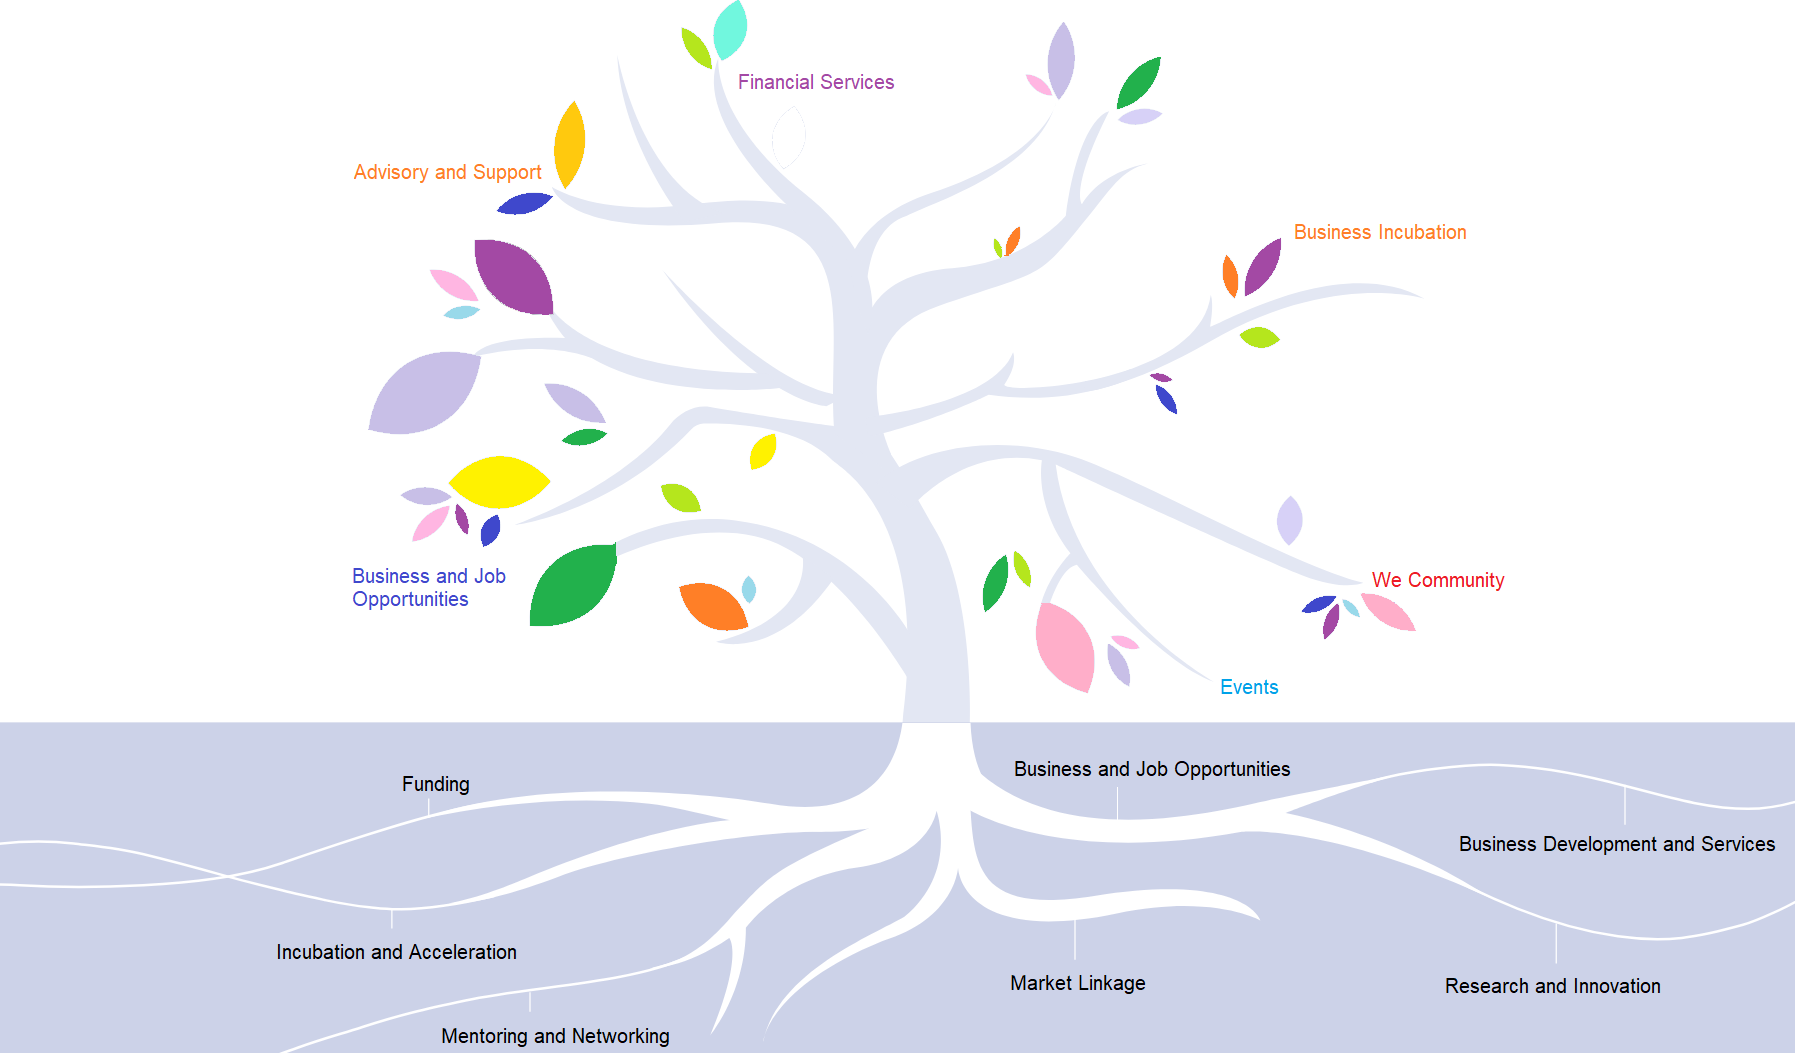 Financial Services
Advisory and Support
Business Incubation
Business and Job
Opportunities
We Community
Events
Business and Job Opportunities
Funding
Business Development and Services
Incubation and Acceleration
Market Linkage
Research and Innovation
Mentoring and Networking